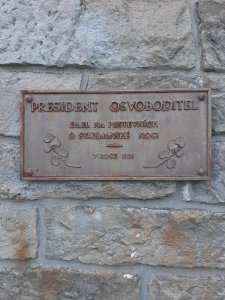 PRESIDENT OSVOBODITEL
DLEL NA PUSTEVNÁCH
O SVATOJANSKÉ NOCI
V ROCE